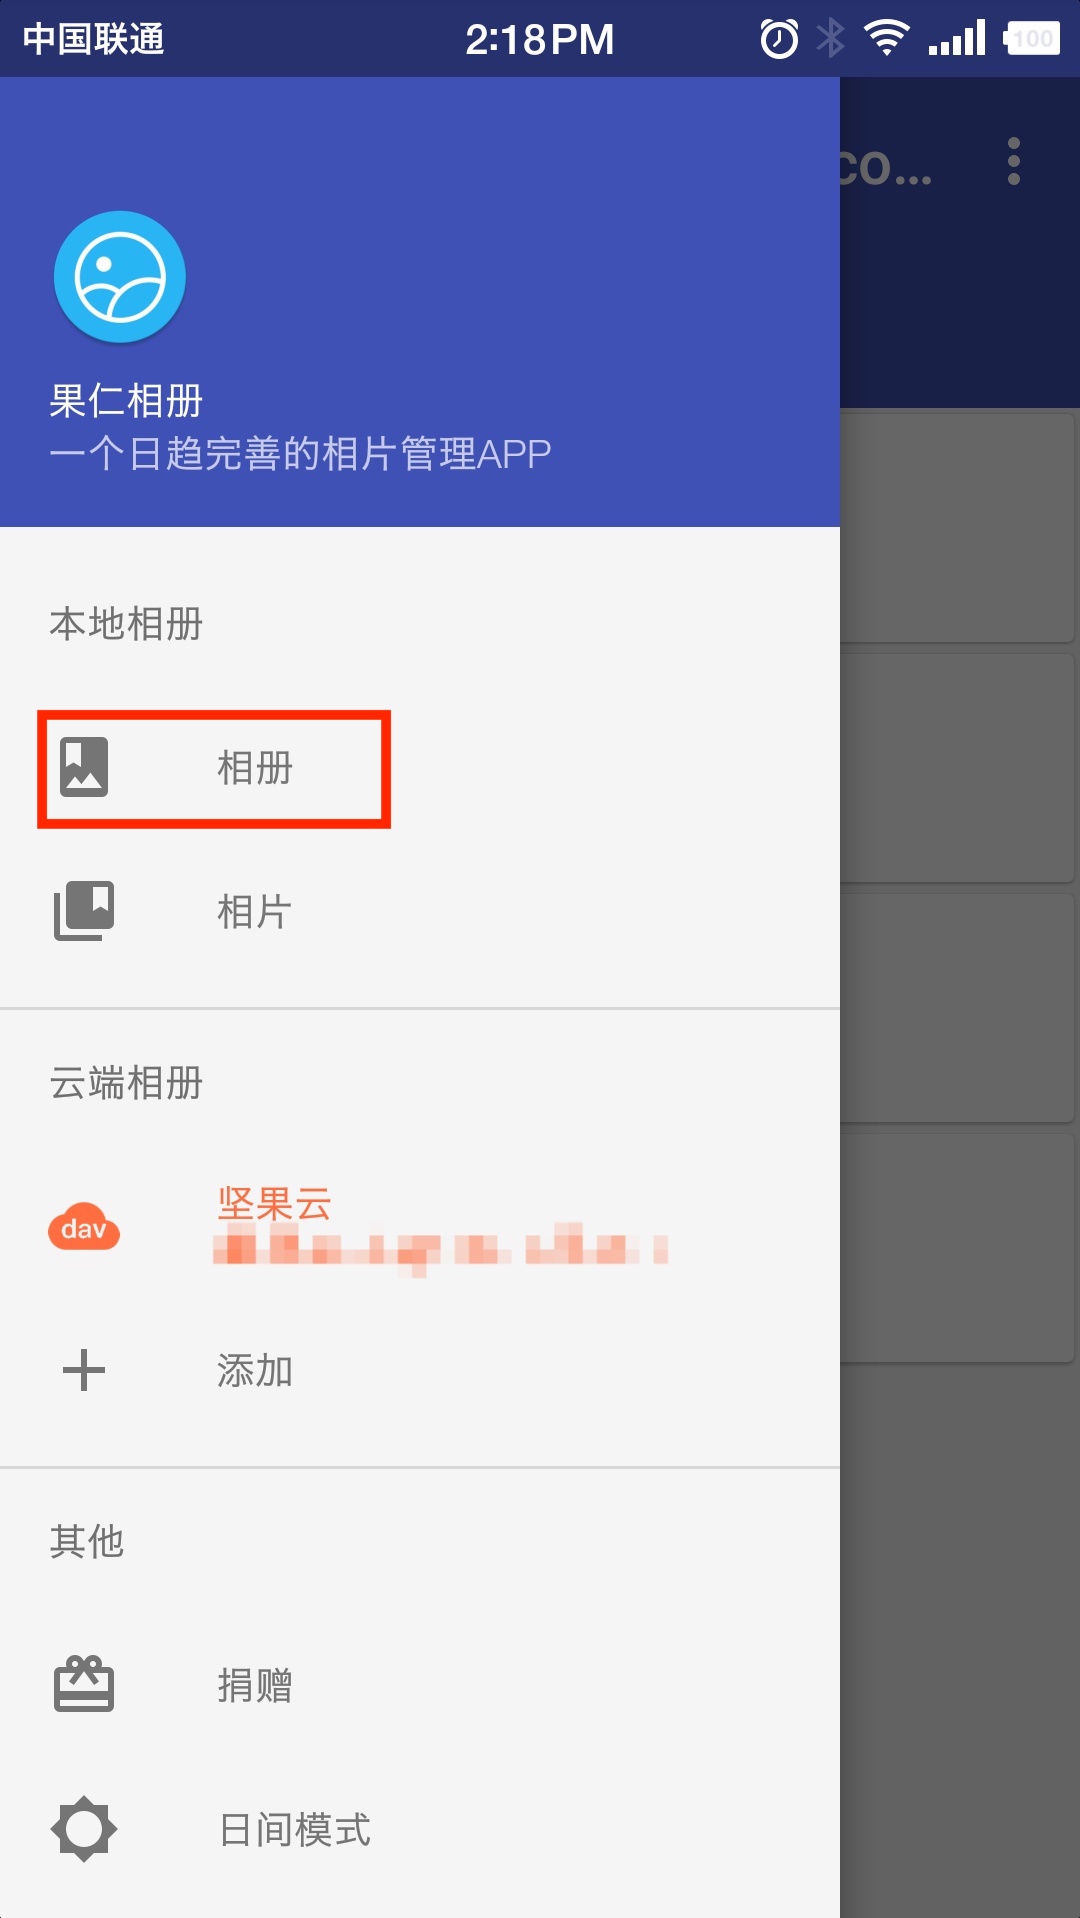 中国联通
2:18PM
100
co...
果仁相册
一个日趋完善的相片管理APP
本地相册
相册
相片
云端相册
dav
坚果云
添加
其他
捐赠
日间模式